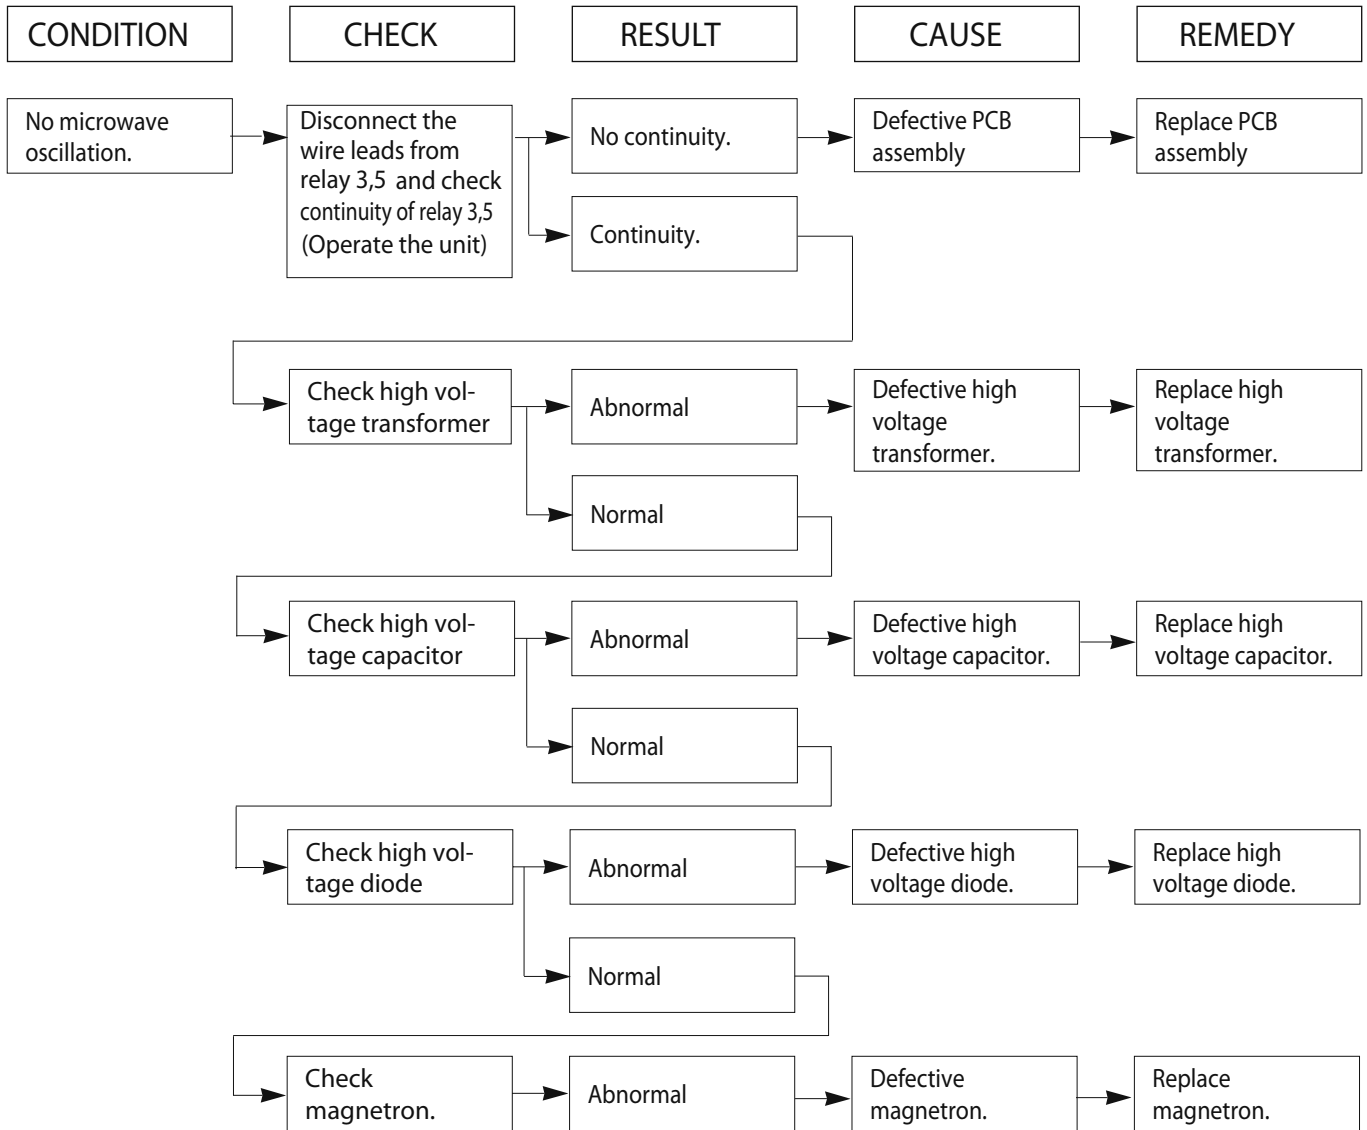 CONDITION
CHECK
RESULT
CAUSE
REMEDY
No microwave
oscillation.
Disconnect the
wire leads from
relay 3,5 and check
continuity of relay 3,5
(Operate the unit)
No continuity.
Defective PCB
assembly
Replace PCB
assembly
Continuity.
Check high vol-
tage transformer
Abnormal
Defective high
voltage
transformer.
Replace high
voltage
transformer.
Normal
Check high vol-
tage capacitor
Abnormal
Defective high
voltage capacitor.
Replace high
voltage capacitor.
Normal
Check high vol-
tage diode
Abnormal
Defective high
voltage diode.
Replace high
voltage diode.
Normal
Check
magnetron.
Abnormal
Defective
magnetron.
Replace
magnetron.